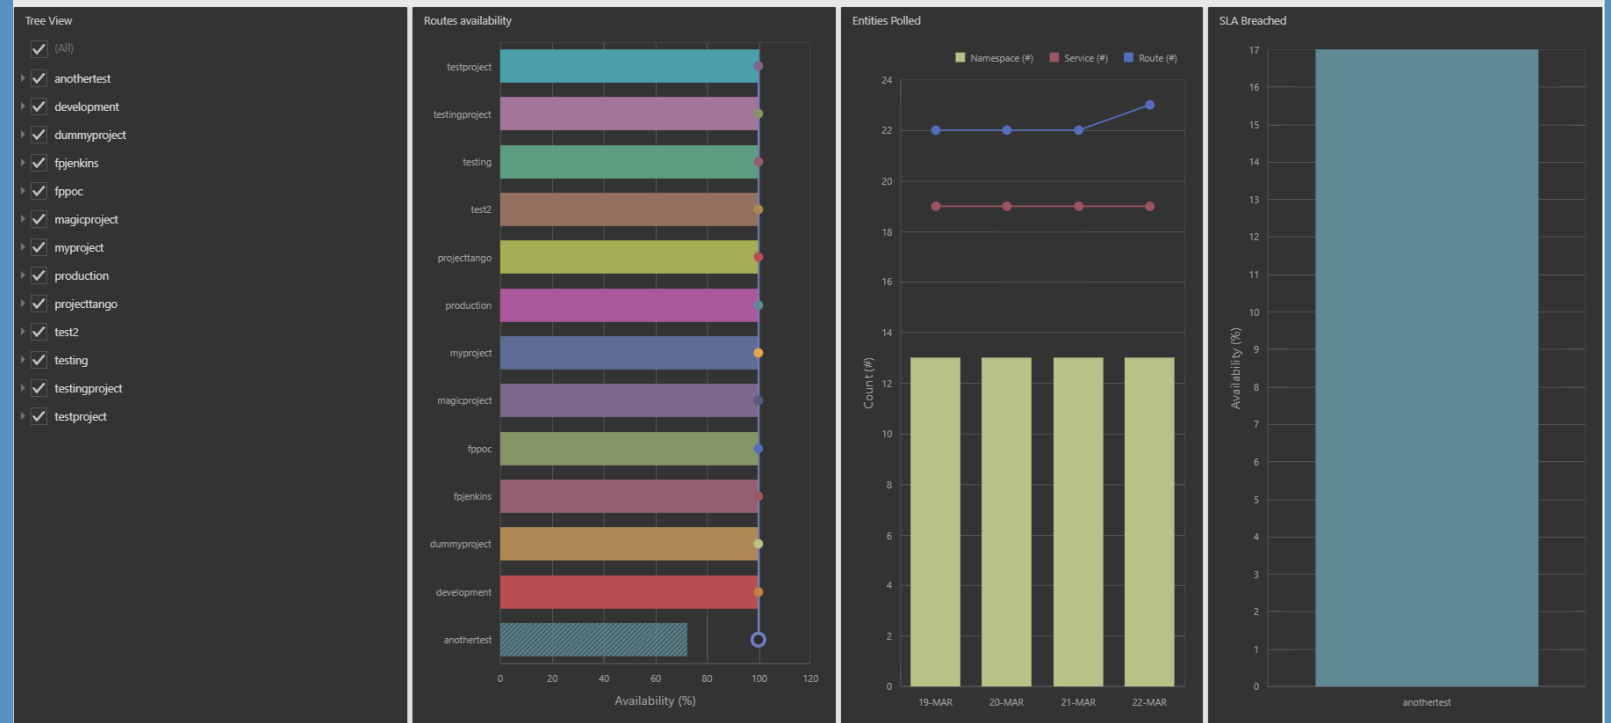 Tree View
(All)
anothertest
development
dummyproject
fpjenkins
fppoc
magicproject
myproject
production
projecttango
test2
testing
testingproject
testproject
Routes availability
testproject
testingproject
testing
test2
projecttango
production
myproject
magicproject
fppoc
fpjenkins
dummyproject
development
anothertest
0 20 40 60 80 100 120
Availability (%)
Entities Polled
Namespace (#) Service (#) Route (#)
24
22
20
18
16
14
12
10
8
6
4
2
0
Count (#)
19-MAR 20-MAR 21-MAR 22-MAR
SLA Breached
17
16
15
14
13
12
11
10
9
8
7
6
5
4
3
2
1
0
Availability (%)
anothertest